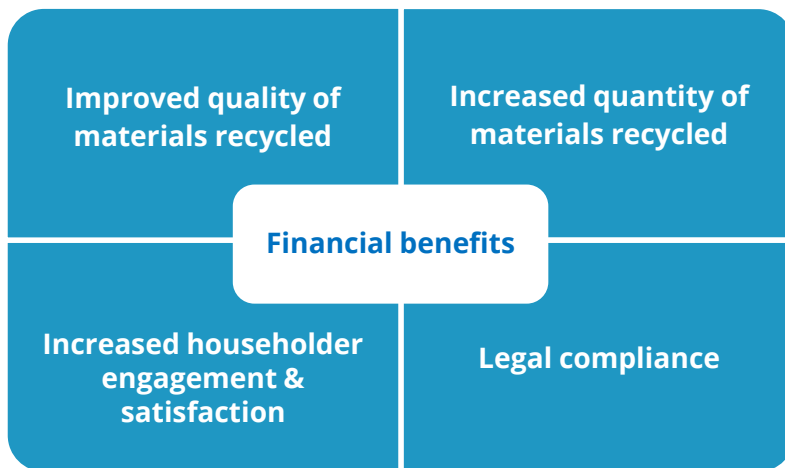 Improved quality of
materials recycled
Increased quantity of
materials recycled
Financial benefits
Increased householder
engagement &
satisfaction
Legal compliance